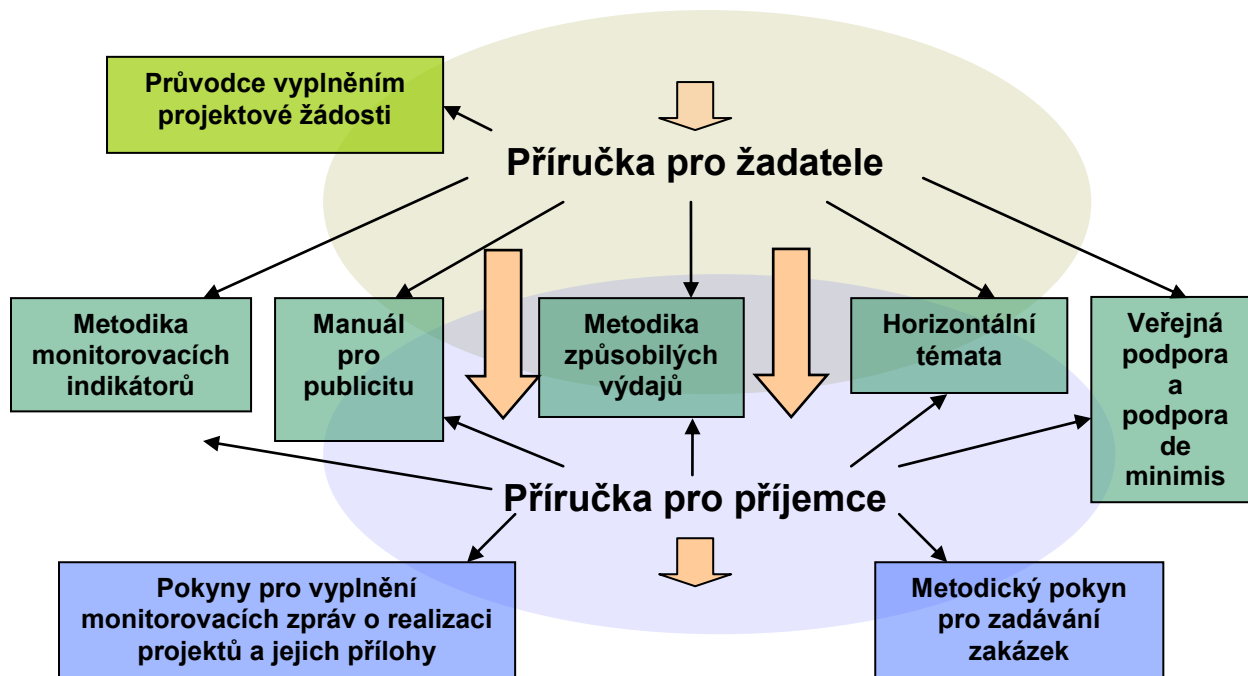 Průvodce vyplněním
projektové žádosti
Příručka pro žadatele
Metodika
monitorovacích
indikátorů
Manuál
pro
publicitu
Metodika
způsobilých
výdajů
Horizontální
témata
Veřejná
podpora
a
podpora
de
minimis
Příručka pro příjemce
Pokyny pro vyplnění
monitorovacích zpráv o realizaci
projektů a jejich přílohy
Metodický pokyn
pro zadávání
zakázek